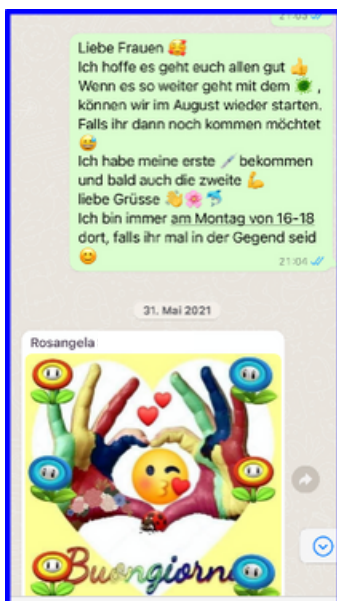 21:03
Liebe Frauen 🥰
Ich hoffe es geht euch allen gut 👍
Wenn es so weiter geht mit dem 🦠 ,
können wir im August wieder starten.
Falls ihr dann noch kommen möchtet
😅
Ich habe meine erste 💉 bekommen
und bald auch die zweite 💪
liebe Grüsse 👋🌸🐬
Ich bin immer am Montag von 16-18
dort, falls ihr mal in der Gegend seid
😊
21:04
31. Mai 2021
Rosangela
Buongiorno